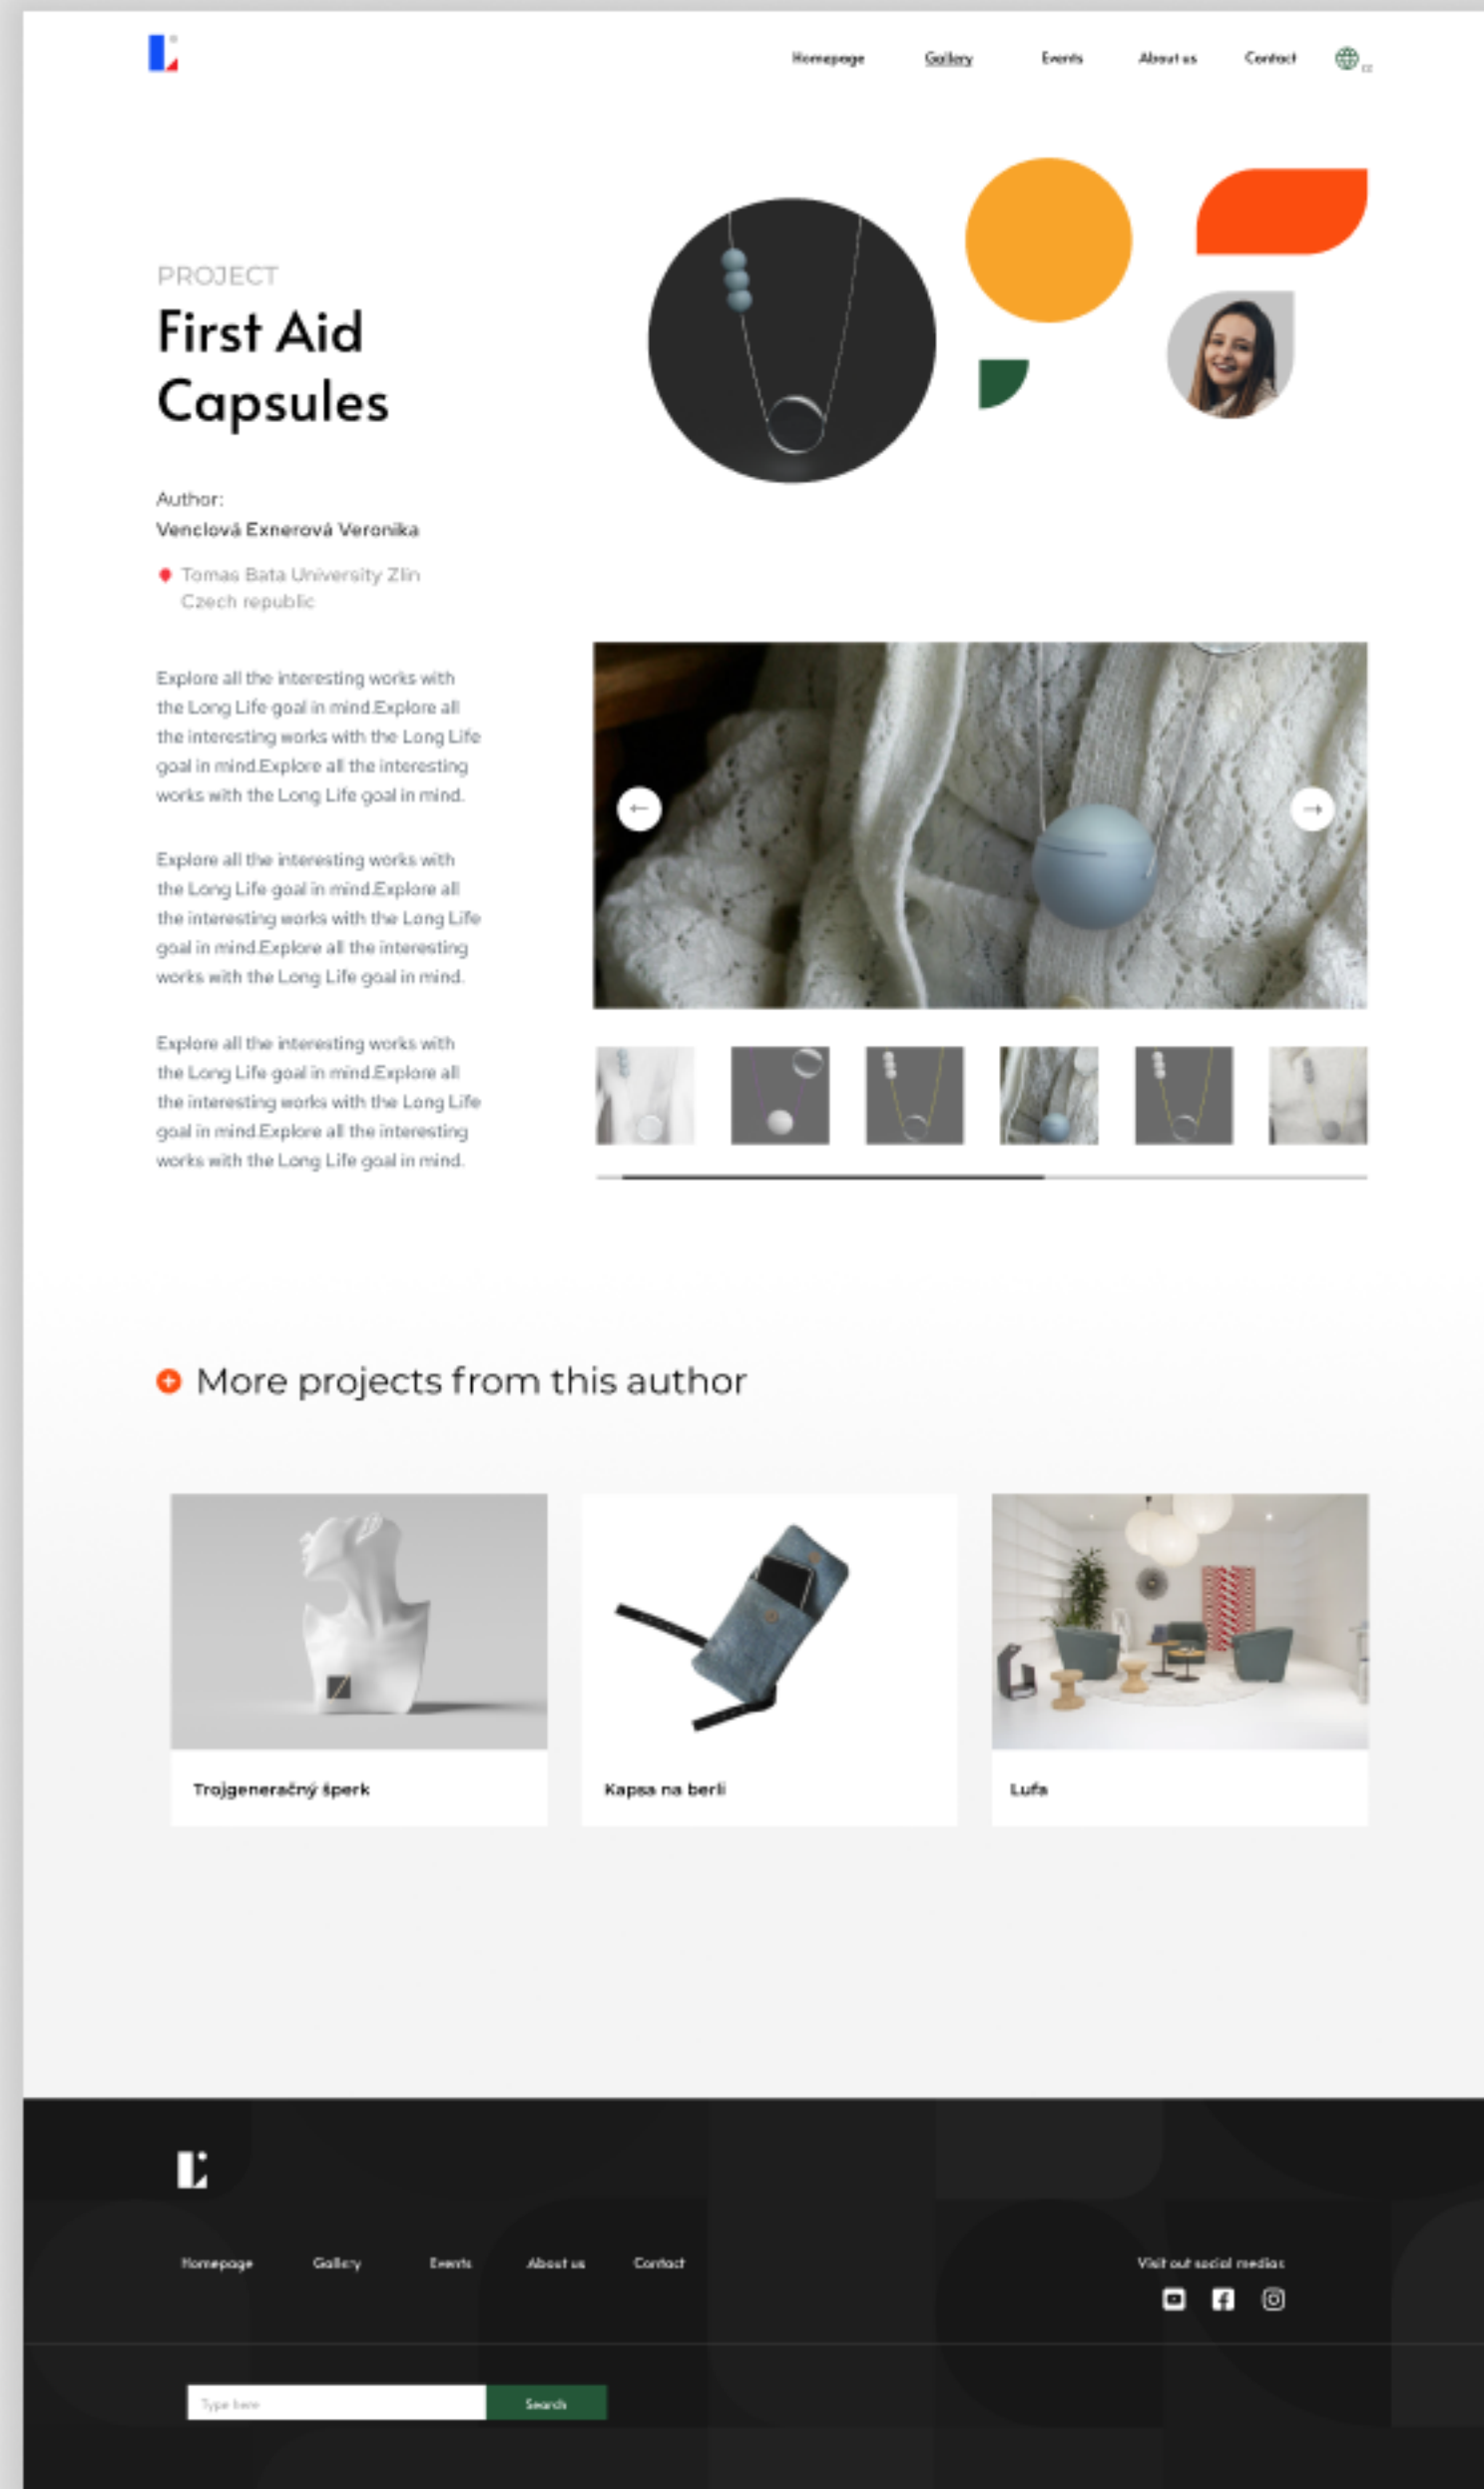 Homepage Gallery Events About us Contact CZ
PROJECT
First Aid
Capsules
Author:
Venclová Exnerová Veronika
Tomas Bata University Zlín
Czech republic
Explore all the interesting works with
the Long Life goal in mind.Explore all
the interesting works with the Long Life
goal in mind.Explore all the interesting
works with the Long Life goal in mind.
Explore all the interesting works with
the Long Life goal in mind.Explore all
the interesting works with the Long Life
goal in mind.Explore all the interesting
works with the Long Life goal in mind.
Explore all the interesting works with
the Long Life goal in mind.Explore all
the interesting works with the Long Life
goal in mind.Explore all the interesting
works with the Long Life goal in mind.
More projects from this author
Trojgeneračný šperk
Kapsa na berli
Lufa
Homepage Gallery Events About us Contact
Visit out social medias
Type here
Search